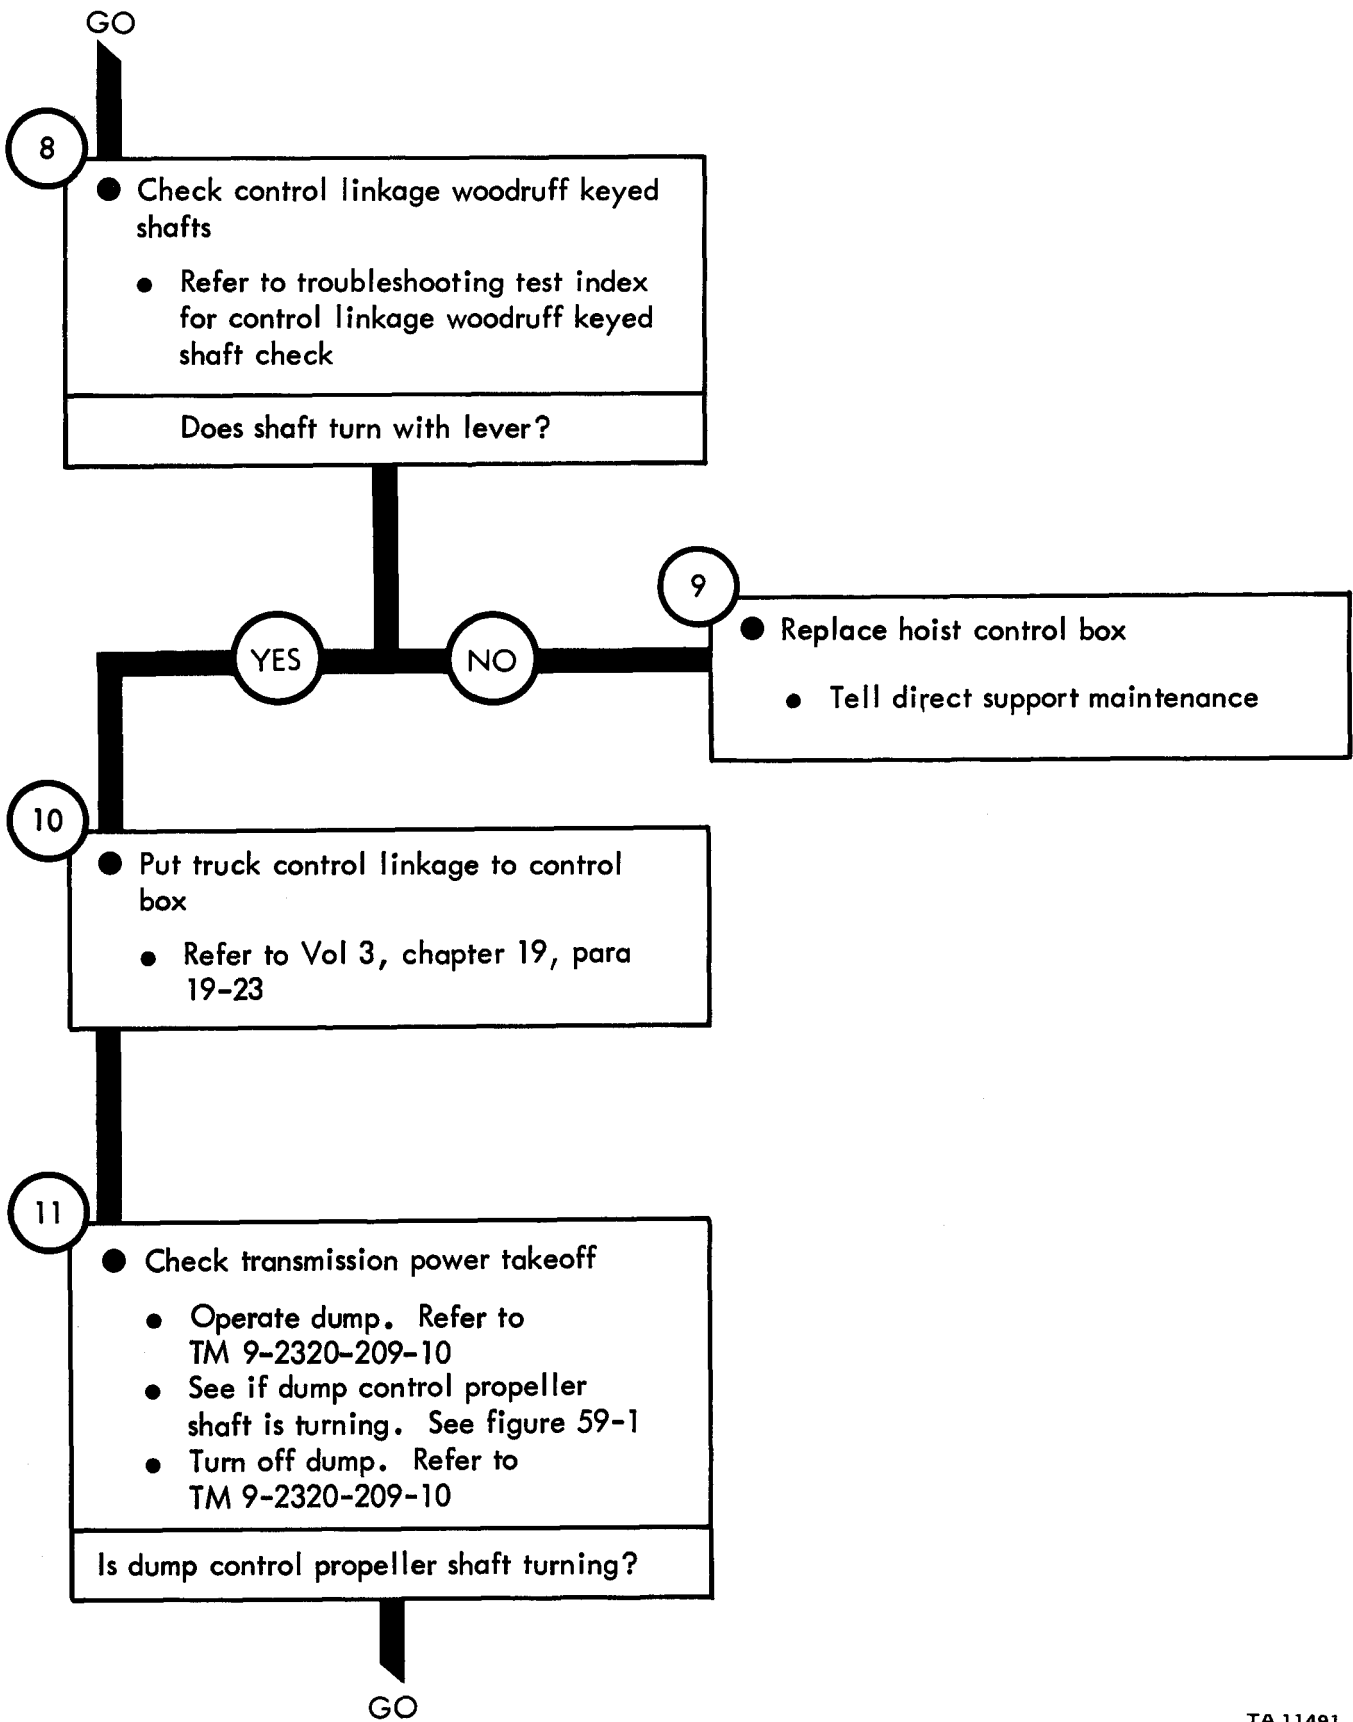 GO
8
● Check control linkage woodruff keyed
shafts
● Refer to troubleshooting test index
for control linkage woodruff keyed
shaft check
Does shaft turn with lever?
YES
NO
9
● Replace hoist control box
● Tell direct support maintenance
10
● Put truck control linkage to control
box
● Refer to Vol 3, chapter 19, para
19-23
11
● Check transmission power takeoff
● Operate dump. Refer to
TM 9-2320-209-10
● See if dump control propeller
shaft is turning. See figure 59-1
● Turn off dump. Refer to
TM 9-2320-209-10
Is dump control propeller shaft turning?
GO
TA 11491